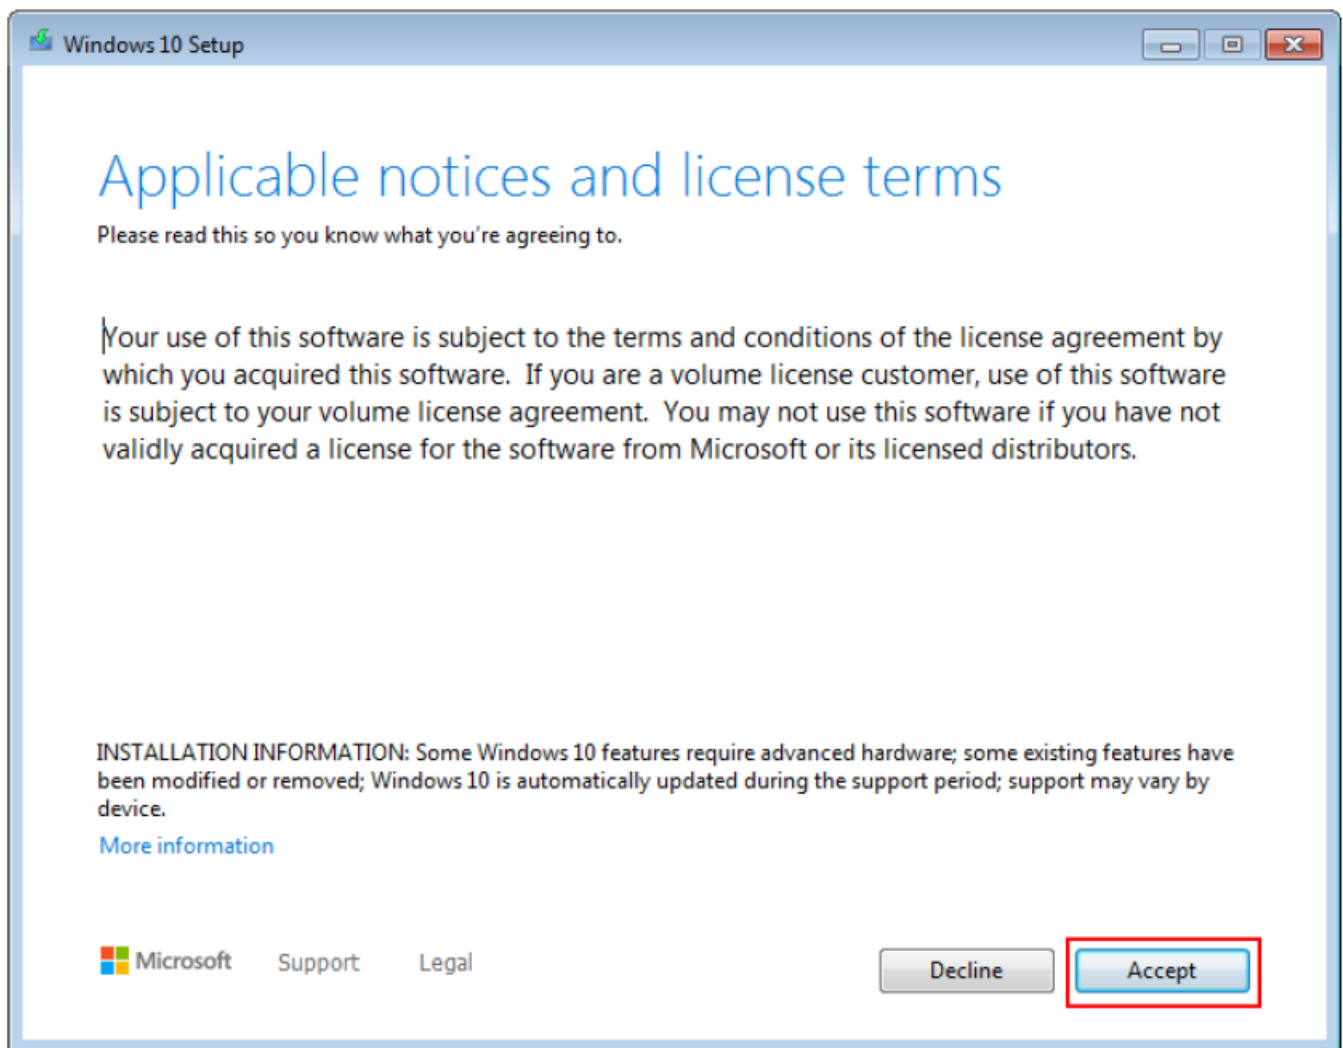 Windows 10 Setup
Applicable notices and license terms
Please read this so you know what you're agreeing to.
Your use of this software is subject to the terms and conditions of the license agreement by
which you acquired this software.  If you are a volume license customer, use of this software
is subject to your volume license agreement.  You may not use this software if you have not
validly acquired a license for the software from Microsoft or its licensed distributors.
INSTALLATION INFORMATION: Some Windows 10 features require advanced hardware; some existing features have
been modified or removed; Windows 10 is automatically updated during the support period; support may vary by
device.
More information
Microsoft Support Legal Decline Accept